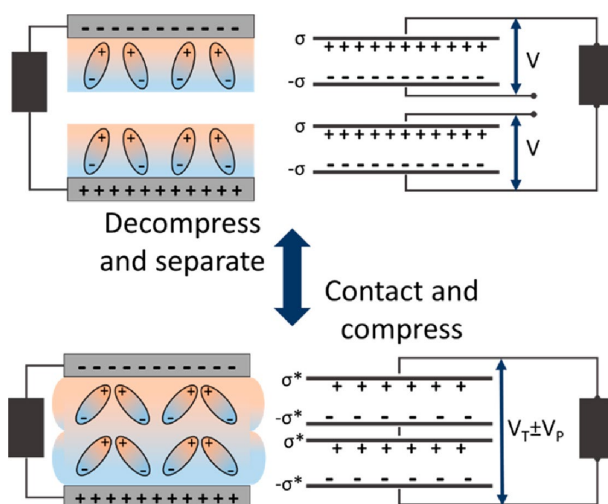 - - - - - - - - - -
+ + + +
- - - -
+ + + +
- - - -
+ + + + + + + + + + +
σ
+ + + + + + + + + + +
-σ
- - - - - - - - - - -
V
σ
+ + + + + + + + + + +
-σ
- - - - - - - - - - -
V
Decompress
and separate
Contact and
compress
- - - - - - - - - -
+ + + +
- - - -
+ + + +
- - - -
+ + + + + + + + + + +
σ*
+ + + + + +
-σ*
- - - - - -
σ*
+ + + + + +
-σ*
- - - - - -
V_T±V_P